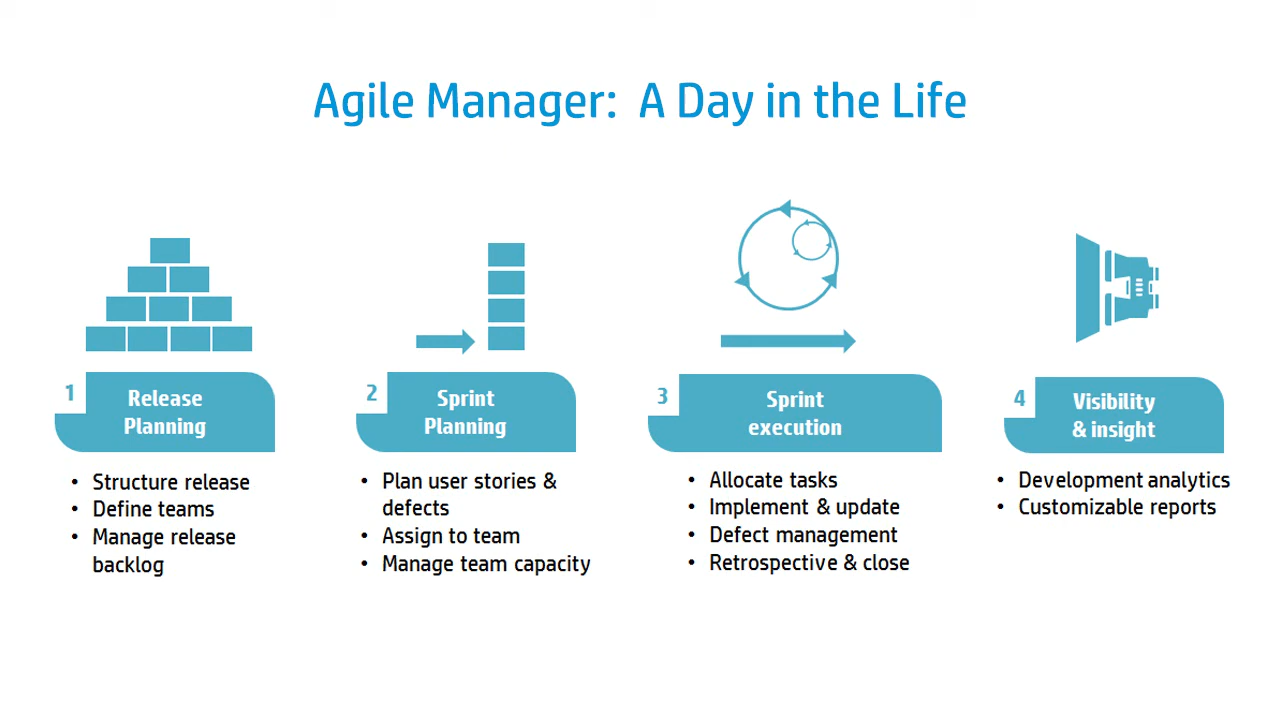 Agile Manager:  A Day in the Life
1
Release
Planning
• Structure release
• Define teams
• Manage release
backlog
2
Sprint
Planning
• Plan user stories &
defects
• Assign to team
• Manage team capacity
3
Sprint
execution
• Allocate tasks
• Implement & update
• Defect management
• Retrospective & close
4
Visibility
& insight
• Development analytics
• Customizable reports